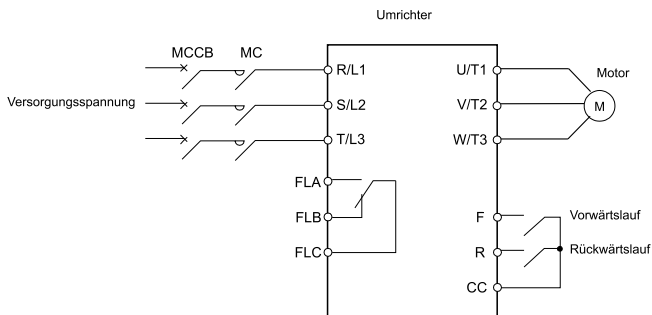 Umrichter
MCCB MC
R/L1 U/T1
Motor
Versorgungsspannung S/L2 V/T2 M
T/L3 W/T3
FLA
FLB F Vorwärtslauf
FLC R Rückwärtslauf
CC